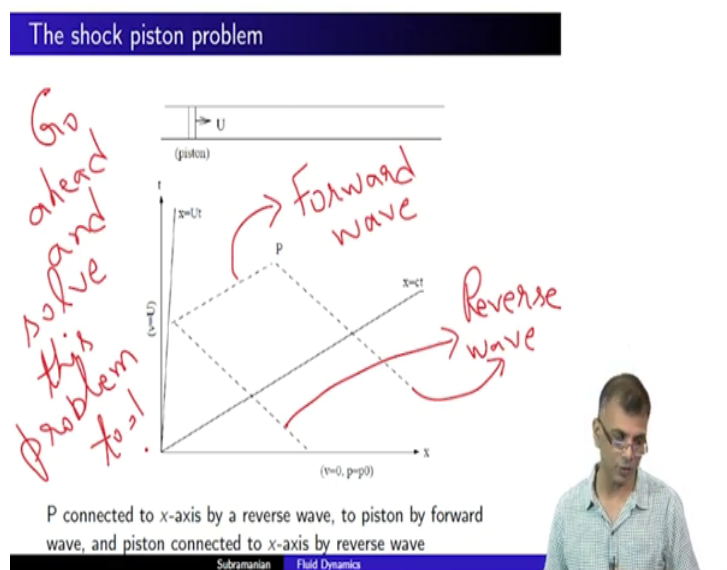 The shock piston problem
Go
ahead
and
solve
this
problem
too!
U
(piston)
t
x=Ut
Forward
wave
P
x=ct
(v=U)
Reverse
wave
x
(v=0, p=p0)
P connected to x-axis by a reverse wave, to piston by forward
wave, and piston connected to x-axis by reverse wave
Subramanian Fluid Dynamics